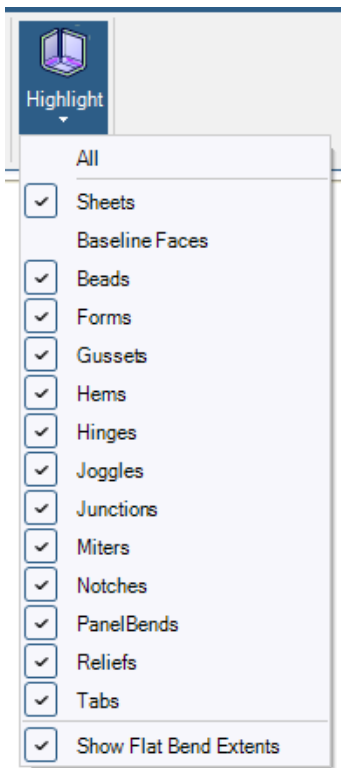 Highlight
All
Sheets
Baseline Faces
Beads
Forms
Gussets
Hems
Hinges
Joggles
Junctions
Miters
Notches
PanelBends
Reliefs
Tabs
Show Flat Bend Extents